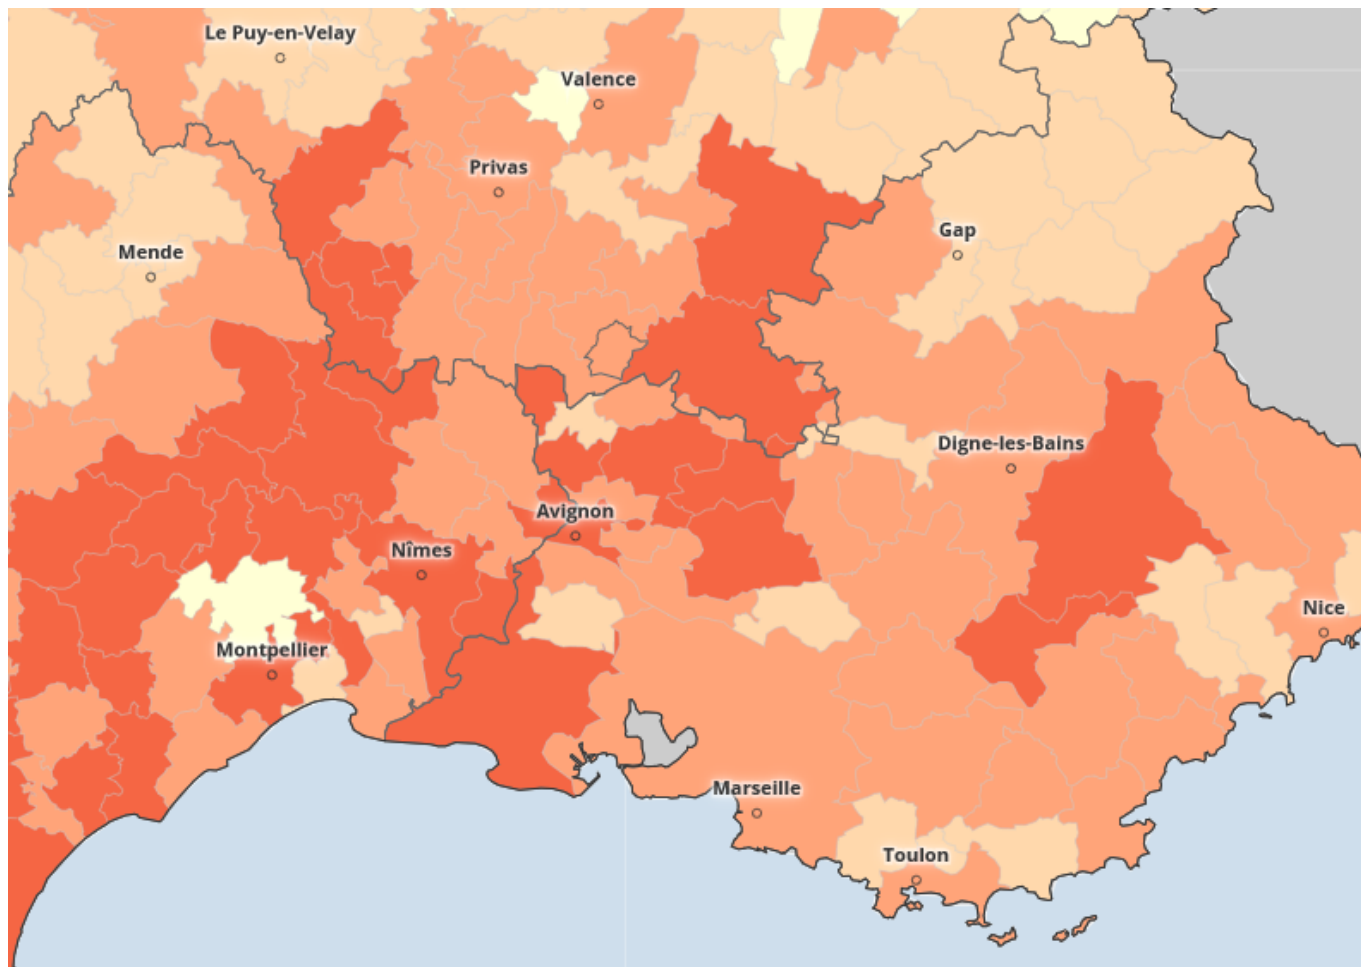 Le Puy-en-Velay
Valence
Privas
Gap
Mende
Digne-les-Bains
Avignon
Nîmes
Nice
Montpellier
Marseille
Toulon